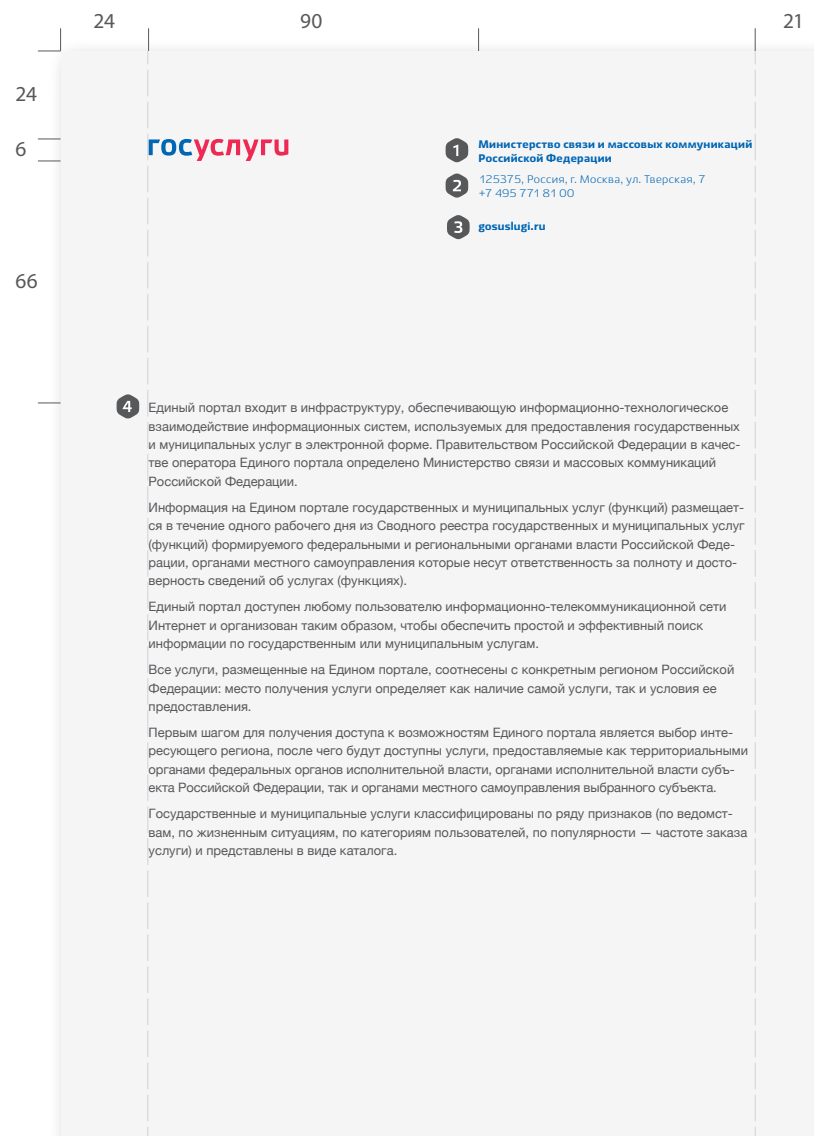 24 90 21
24
6
66
госуслуги
1 Министерство связи и массовых коммуникаций
Российской Федерации
2 125375, Россия, г. Москва, ул. Тверская, 7
+7 495 771 81 00
3 gosuslugi.ru
4 Единый портал входит в инфраструктуру, обеспечивающую информационно-технологическое
взаимодействие информационных систем, используемых для предоставления государственных
и муниципальных услуг в электронной форме. Правительством Российской Федерации в качес-
тве оператора Единого портала определено Министерство связи и массовых коммуникаций
Российской Федерации.
Информация на Едином портале государственных и муниципальных услуг (функций) размещает-
ся в течение одного рабочего дня из Сводного реестра государственных и муниципальных услуг
(функций) формируемого федеральными и региональными органами власти Российской Феде-
рации, органами местного самоуправления которые несут ответственность за полноту и досто-
верность сведений об услугах (функциях).
Единый портал доступен любому пользователю информационно-телекоммуникационной сети
Интернет и организован таким образом, чтобы обеспечить простой и эффективный поиск
информации по государственным или муниципальным услугам.
Все услуги, размещенные на Едином портале, соотнесены с конкретным регионом Российской
Федерации: место получения услуги определяет как наличие самой услуги, так и условия ее
предоставления.
Первым шагом для получения доступа к возможностям Единого портала является выбор инте-
ресующего региона, после чего будут доступны услуги, предоставляемые как территориальными
органами федеральных органов исполнительной власти, органами исполнительной власти субъ-
екта Российской Федерации, так и органами местного самоуправления выбранного субъекта.
Государственные и муниципальные услуги классифицированы по ряду признаков (по ведомст-
вам, по жизненным ситуациям, по категориям пользователей, по популярности — частоте заказа
услуги) и представлены в виде каталога.